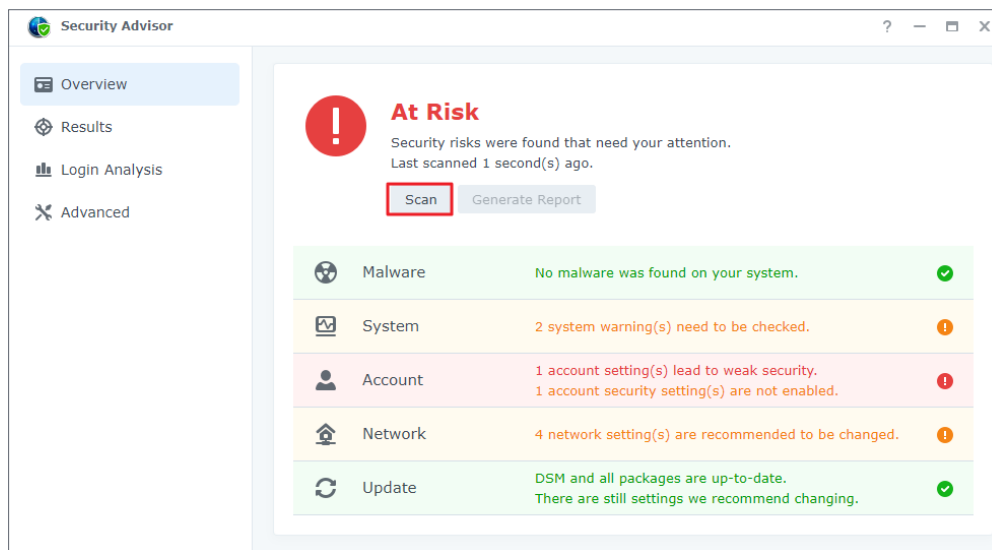 Security Advisor
?
Overview
Results
Login Analysis
Advanced
At Risk
Security risks were found that need your attention.
Last scanned 1 second(s) ago.
Scan
Generate Report
Malware
No malware was found on your system.
System
2 system warning(s) need to be checked.
Account
1 account setting(s) lead to weak security.
1 account security setting(s) are not enabled.
Network
4 network setting(s) are recommended to be changed.
Update
DSM and all packages are up-to-date.
There are still settings we recommend changing.